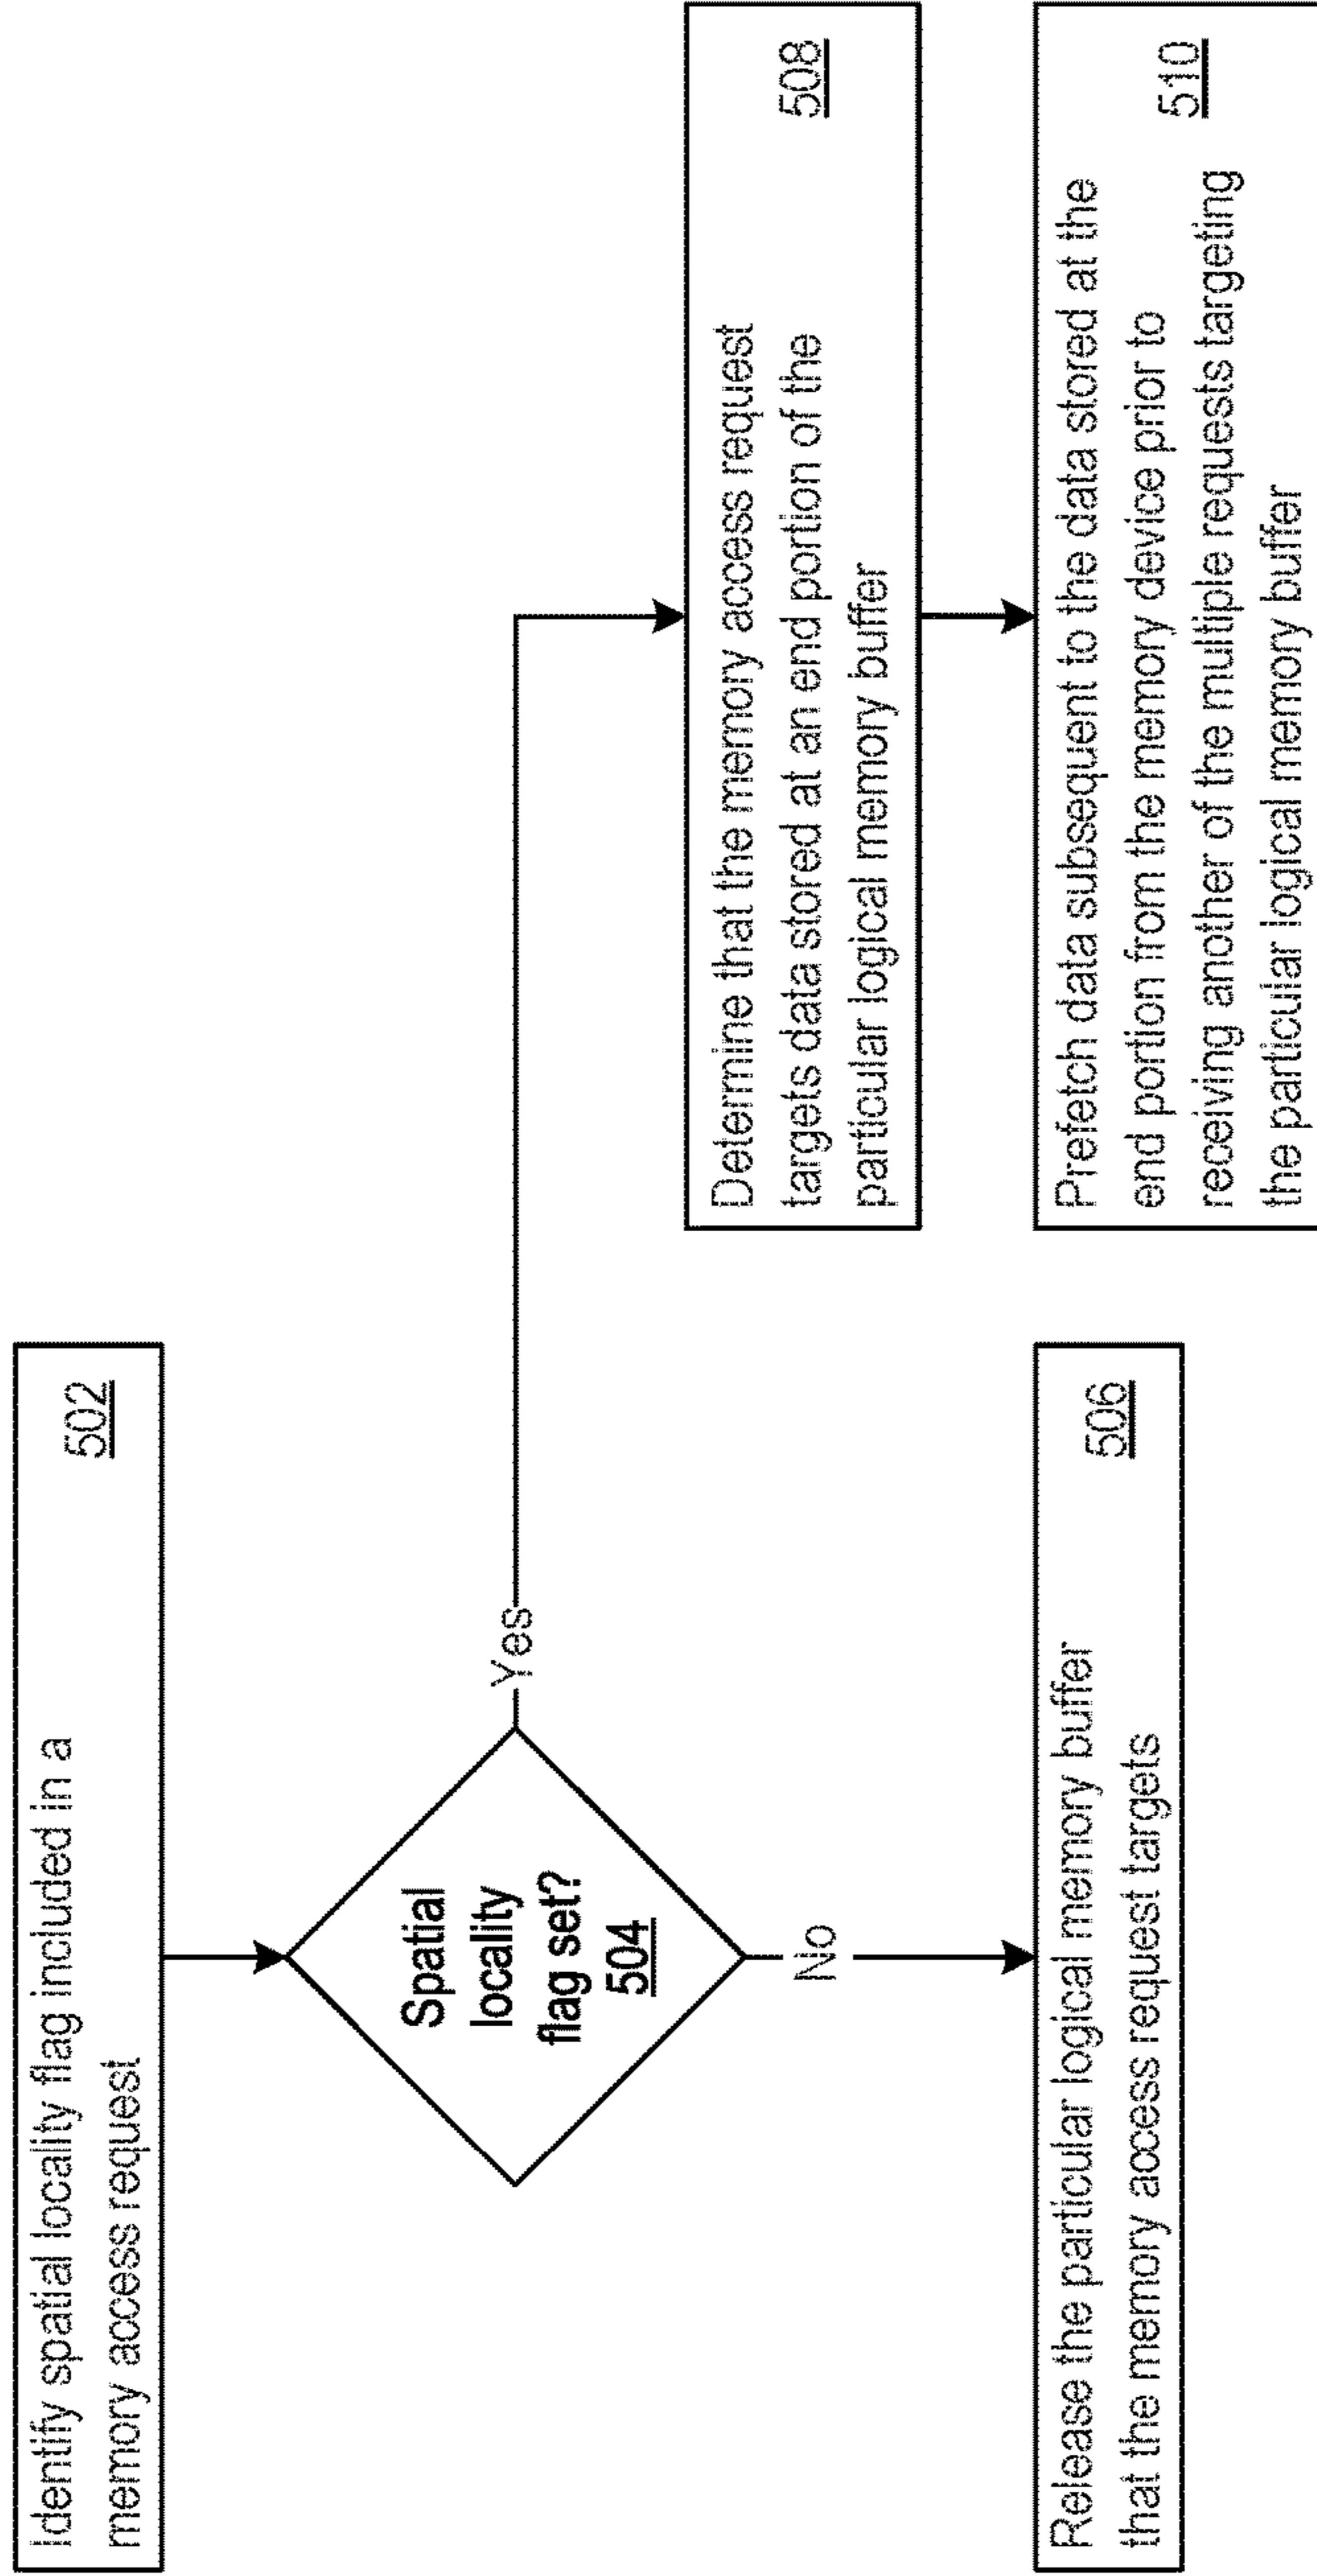 Identify spatial locality flag included in a
memory access request
502
Spatial
locality
flag set?
504
Yes
No
Release the particular logical memory buffer
that the memory access request targets
506
Determine that the memory access request
targets data stored at an end portion of the
particular logical memory buffer
508
Prefetch data subsequent to the data stored at the
end portion from the memory device prior to
receiving another of the multiple requests targeting
the particular logical memory buffer
510